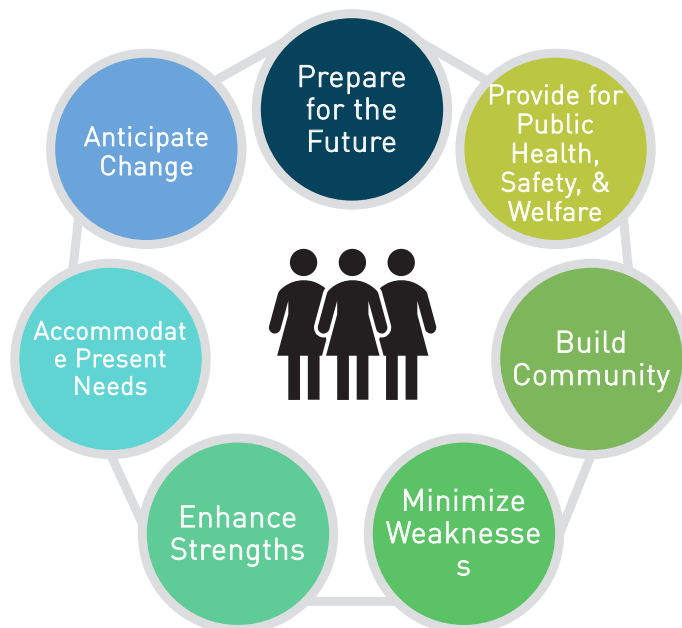 Prepare
for the
Future
Provide for
Public
Health,
Safety, &
Welfare
Build
Community
Minimize
Weaknesse
s
Enhance
Strengths
Accommodat
e Present
Needs
Anticipate
Change